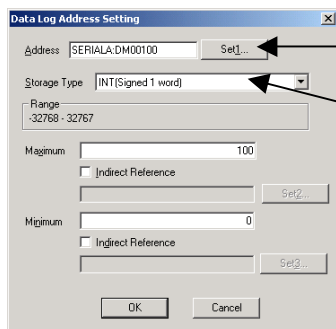 Data Log Address Setting
Address SERIALA:DM00100 Set1...
Storage Type INT(Signed 1 word)
Range
-32768 - 32767
Maximum 100
Indirect Reference
Set2...
Minimum 0
Indirect Reference
Set3...
OK Cancel